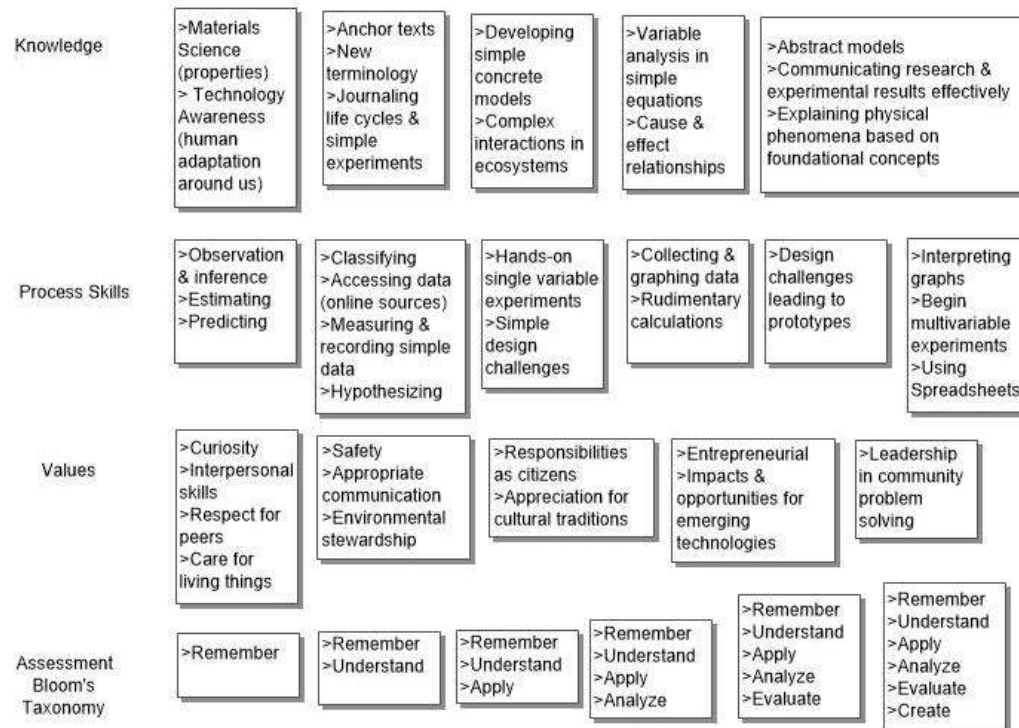 Knowledge
>Materials
Science
(properties)
> Technology
Awareness
(human
adaptation
around us)
>Anchor texts
>New
terminology
>Journaling
life cycles &
simple
experiments
>Developing
simple
concrete
models
>Complex
interactions in
ecosystems
>Variable
analysis in
simple
equations
>Cause &
effect
relationships
>Abstract models
>Communicating research &
experimental results effectively
>Explaining physical
phenomena based on
foundational concepts
Process Skills
>Observation
& inference
>Estimating
>Predicting
>Classifying
>Accessing data
(online sources)
>Measuring &
recording simple
data
>Hypothesizing
>Hands-on
single variable
experiments
>Simple
design
challenges
>Collecting &
graphing data
>Rudimentary
calculations
>Design
challenges
leading to
prototypes
>Interpreting
graphs
>Begin
multivariable
experiments
>Using
Spreadsheets
Values
>Curiosity
>Interpersonal
skills
>Respect for
peers
>Care for
living things
>Safety
>Appropriate
communication
>Environmental
stewardship
>Responsibilities
as citizens
>Appreciation for
cultural traditions
>Entrepreneurial
>Impacts &
opportunities for
emerging
technologies
>Leadership
in community
problem
solving
Assessment
Bloom's
Taxonomy
>Remember
>Remember
>Understand
>Remember
>Understand
>Apply
>Remember
>Understand
>Apply
>Analyze
>Remember
>Understand
>Apply
>Analyze
>Evaluate
>Remember
>Understand
>Apply
>Analyze
>Evaluate
>Create